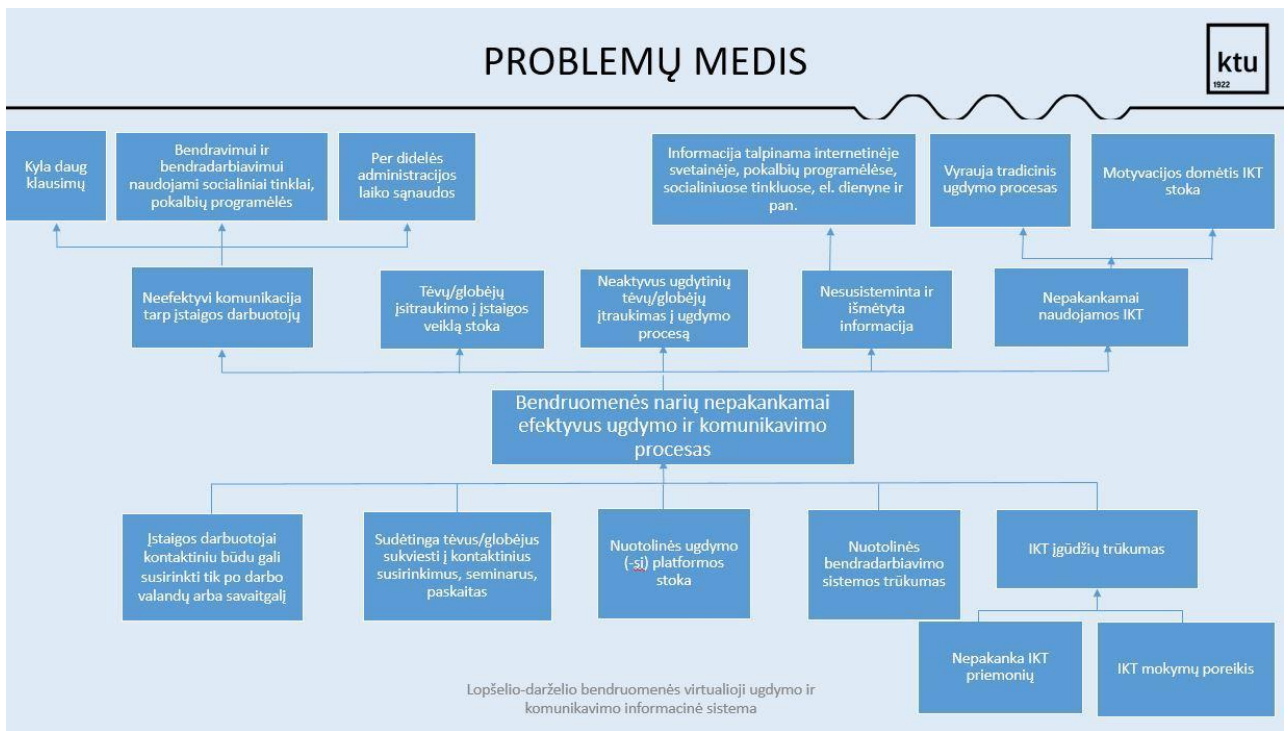 PROBLEMŲ MEDIS
ktu
1922
Kyla daug
klausimų
Bendravimui ir
bendradarbiavimui
naudojami socialiniai tinklai,
pokalbių programėlės
Per didelės
administracijos
laiko sąnaudos
Informacija talpinama internetinėje
svetainėje, pokalbių programėlėse,
socialiniuose tinkluose, el. dienyne ir
pan.
Vyrauja tradicinis
ugdymo procesas
Motyvacijos domėtis IKT
stoka
Neefektyvi komunikacija
tarp įstaigos darbuotojų
Tėvų/globėjų
įsitraukimo į įstaigos
veiklą stoka
Neaktyvus ugdytinių
tėvų/globėjų
įtraukimas į ugdymo
procesą
Nesusisteminta ir
išmėtyta
informacija
Nepakankamai
naudojamos IKT
Bendruomenės narių nepakankamai
efektyvus ugdymo ir komunikavimo
procesas
Įstaigos darbuotojai
kontaktiniu būdu gali
susirinkti tik po darbo
valandų arba savaitgalį
Sudėtinga tėvus/globėjus
sukviesti į kontaktinius
susirinkimus, seminarus,
paskaitas
Nuotolinės ugdymo
(-si) platformos
stoka
Nuotolinės
bendradarbiavimo
sistemos trūkumas
IKT įgūdžių trūkumas
Nepakanka IKT
priemonių
IKT mokymų poreikis
Lopšelio-darželio bendruomenės virtualioji ugdymo ir
komunikavimo informacinė sistema